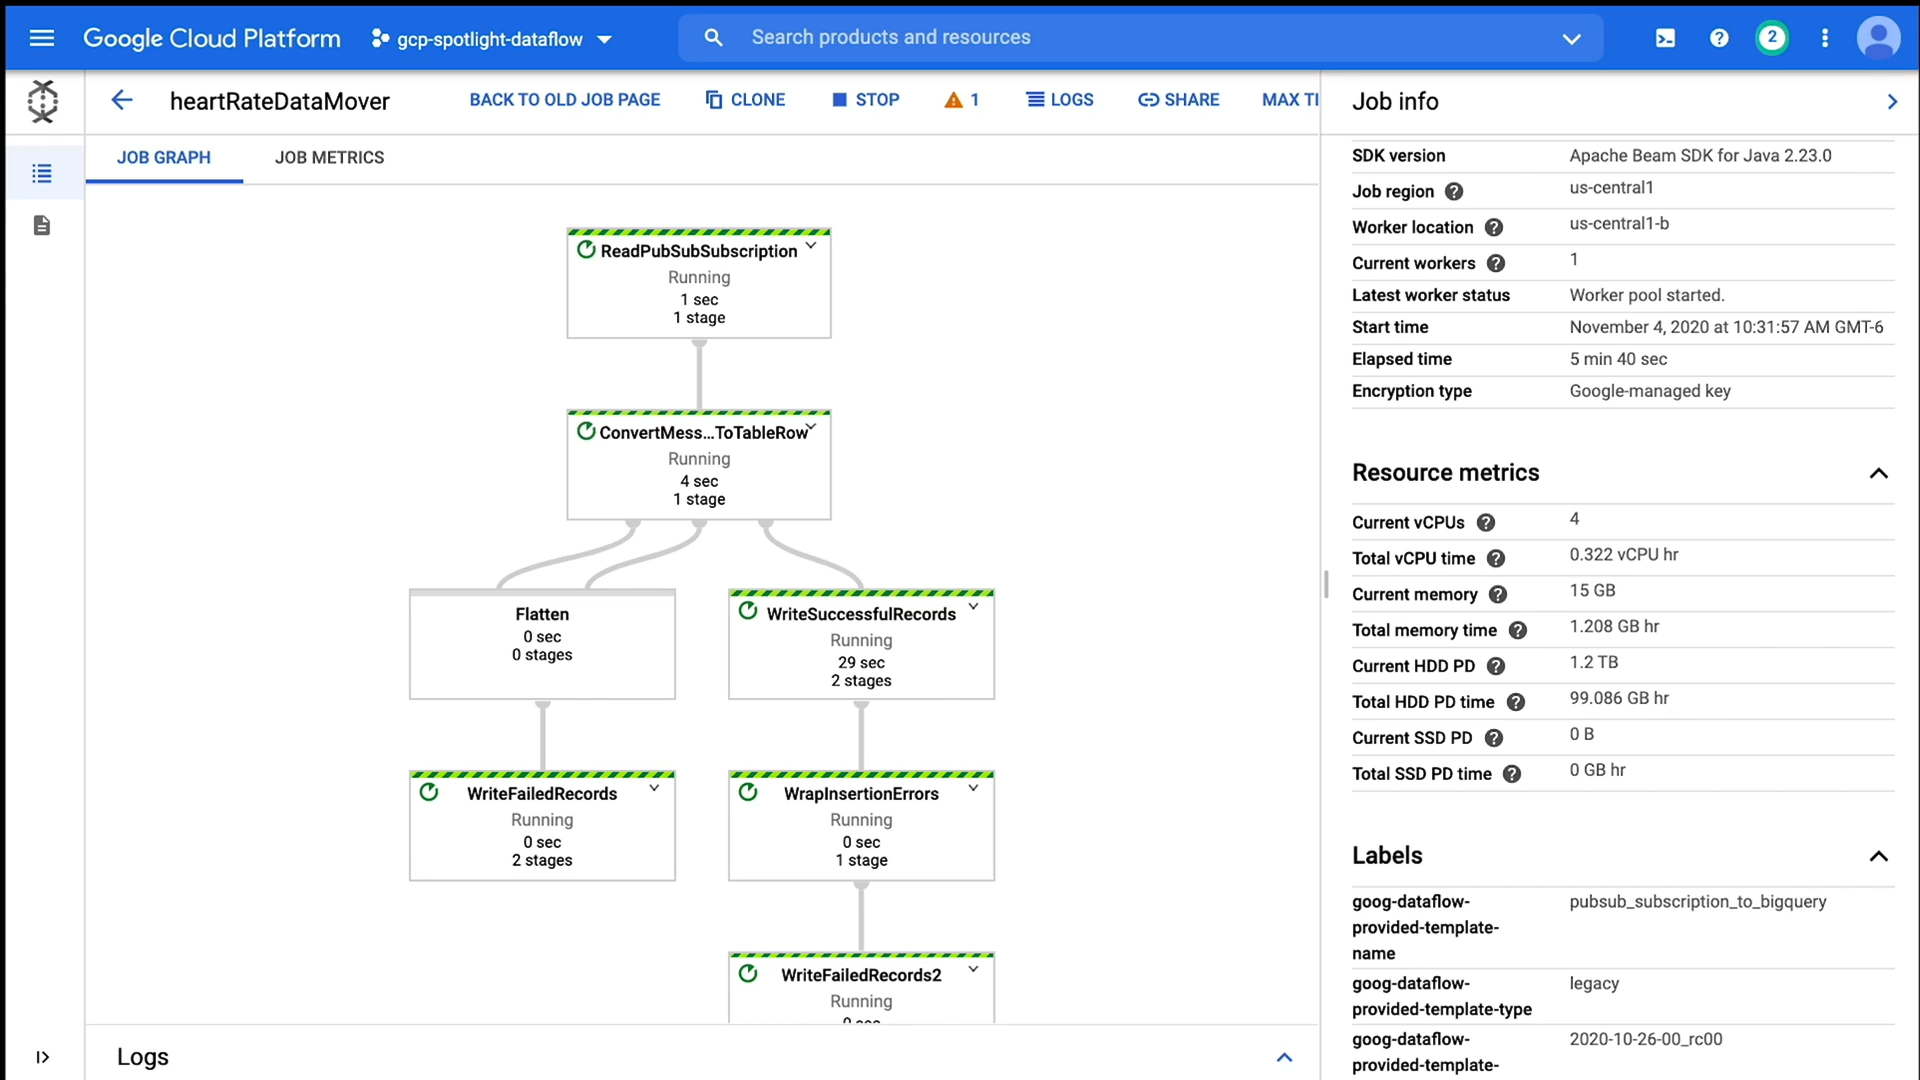 Google Cloud Platform
gcp-spotlight-dataflow
Search products and resources
2
heartRateDataMover
BACK TO OLD JOB PAGE
CLONE
STOP
1
LOGS
SHARE
MAX TI
JOB GRAPH
JOB METRICS
ReadPubSubSubscription
Running
1 sec
1 stage
ConvertMess...ToTableRow
Running
4 sec
1 stage
Flatten
0 sec
0 stages
WriteSuccessfulRecords
Running
29 sec
2 stages
WriteFailedRecords
Running
0 sec
2 stages
WrapInsertionErrors
Running
0 sec
1 stage
WriteFailedRecords2
Running
0 sec
Logs
Job info
SDK version Apache Beam SDK for Java 2.23.0
Job region us-central1
Worker location us-central1-b
Current workers 1
Latest worker status Worker pool started.
Start time November 4, 2020 at 10:31:57 AM GMT-6
Elapsed time 5 min 40 sec
Encryption type Google-managed key
Resource metrics
Current vCPUs 4
Total vCPU time 0.322 vCPU hr
Current memory 15 GB
Total memory time 1.208 GB hr
Current HDD PD 1.2 TB
Total HDD PD time 99.086 GB hr
Current SSD PD 0 B
Total SSD PD time 0 GB hr
Labels
goog-dataflow- pubsub_subscription_to_bigquery
provided-template-
name
goog-dataflow- legacy
provided-template-type
goog-dataflow- 2020-10-26-00_rc00
provided-template-